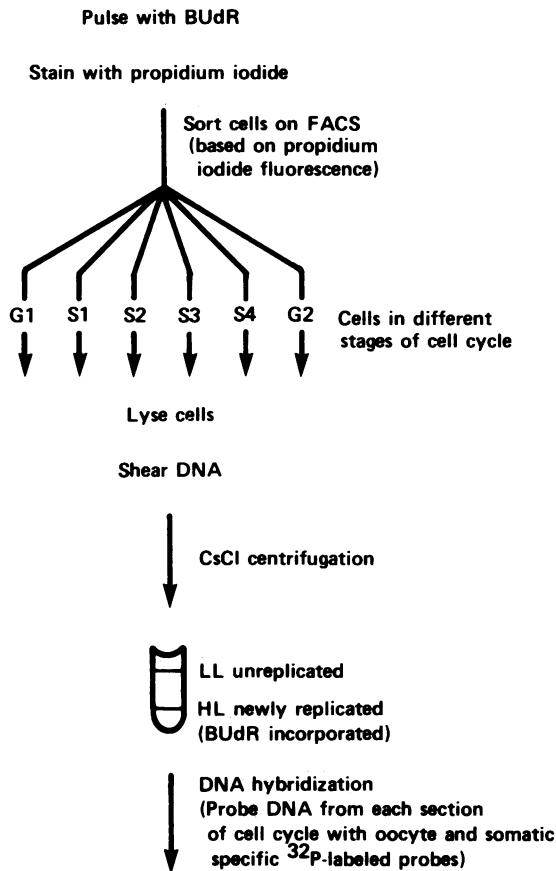 Pulse with BUdR
Stain with propidium iodide
Sort cells on FACS
(based on propidium
iodide fluorescence)
G1 S1 S2 S3 S4 G2
Cells in different
stages of cell cycle
Lyse cells
Shear DNA
CsCl centrifugation
LL unreplicated
HL newly replicated
(BUdR incorporated)
DNA hybridization
(Probe DNA from each section
of cell cycle with oocyte and somatic
specific ³²P-labeled probes)